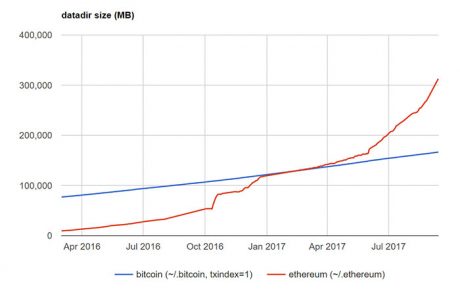 datadir size (MB)
400,000
300,000
200,000
100,000
0
Apr 2016 Jul 2016 Oct 2016 Jan 2017 Apr 2017 Jul 2017
bitcoin (~/.bitcoin, txindex=1) ethereum (~/.ethereum)